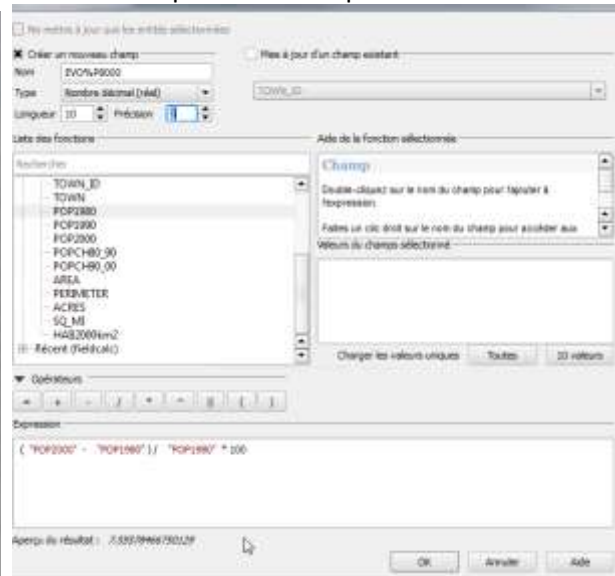 Ne mettre à jour que les entités sélectionnées
Créer un nouveau champ
Mise à jour d'un champ existant
Nom EVO%P8000
Type Nombre décimal (réel)
TOWN_ID
Longueur 10 Précision
Liste des fonctions
Aide de la fonction sélectionnée
Rechercher
Champ
TOWN_ID
TOWN
POP1980
POP1990
POP2000
POPCH80_90
POPCH90_00
AREA
PERIMETER
ACRES
SQ_MI
HAB2000km2
Récent (fieldcalc)
Double-cliquez sur le nom du champ pour l'ajouter à
l'expression.
Faites un clic droit sur le nom du champ pour accéder aux
Valeurs du champs sélectionné
Charger les valeurs uniques Toutes 10 valeurs
Opérateurs
= + - / * ^ || ( )
Expression
( "POP2000" - "POP1980" )/ "POP1980" * 100
Aperçu du résultat :
OK Annuler Aide